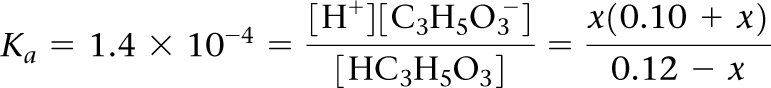 Kₐ = 1.4 × 10⁻⁴ = [H⁺][C₃H₅O₃⁻] / [HC₃H₅O₃] = x(0.10 + x) / 0.12 − x